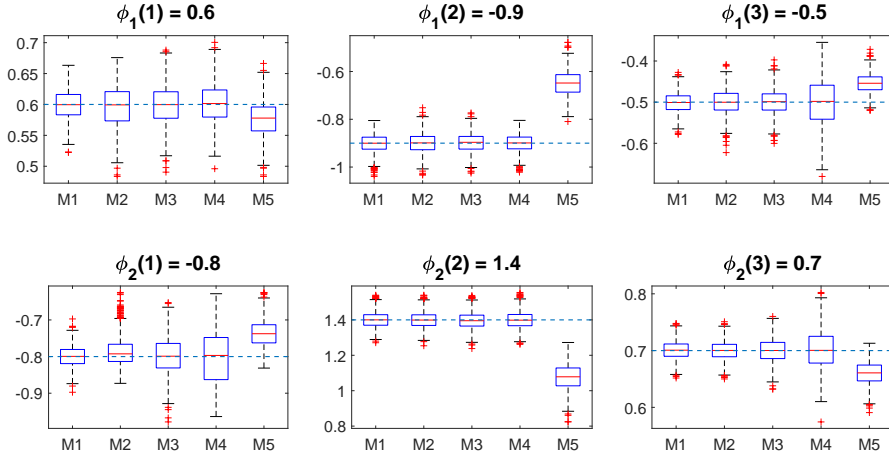 ϕ₁(1) = 0.6
0.7
0.65
0.6
0.55
0.5
M1 M2 M3 M4 M5
ϕ₁(2) = -0.9
-0.6
-0.8
-1
M1 M2 M3 M4 M5
ϕ₁(3) = -0.5
-0.4
-0.5
-0.6
M1 M2 M3 M4 M5
ϕ₂(1) = -0.8
-0.7
-0.8
-0.9
M1 M2 M3 M4 M5
ϕ₂(2) = 1.4
1.4
1.2
1
0.8
M1 M2 M3 M4 M5
ϕ₂(3) = 0.7
0.8
0.7
0.6
M1 M2 M3 M4 M5